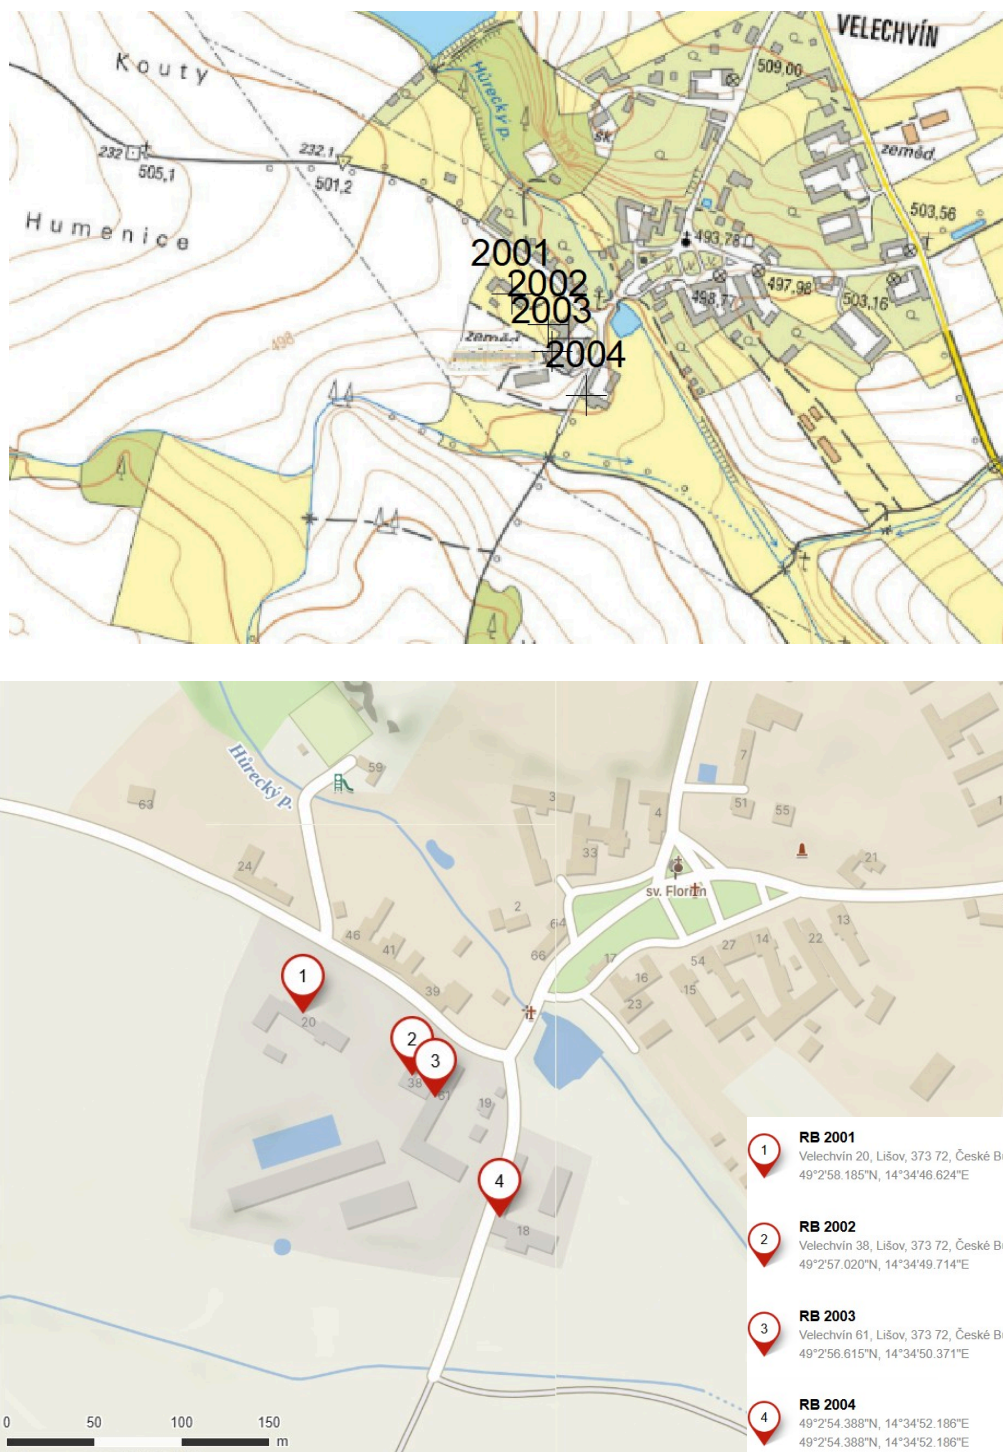 VELECHVÍN
Kouty
509,00
Hůrecký p.
šk.
zeměd.
232
505,1
232.1
501,2
Humenice
503,56
493,78
2001
497,98
2002
498,77
503,16
2003
zeměd.
498
2004
Hůrecký p.
59
7
63
3
4
51
55
33
21
24
sv. Florián
2
64
13
46
41
66
27
14
22
17
54
16
15
39
23
1
20
2
3
38
61
19
4
18
1
RB 2001
Velechvín 20, Lišov, 373 72, České B
49°2'58.185"N, 14°34'46.624"E
2
RB 2002
Velechvín 38, Lišov, 373 72, České B
49°2'57.020"N, 14°34'49.714"E
3
RB 2003
Velechvín 61, Lišov, 373 72, České B
49°2'56.615"N, 14°34'50.371"E
4
RB 2004
49°2'54.388"N, 14°34'52.186"E
49°2'54.388"N, 14°34'52.186"E
0 50 100 150
m